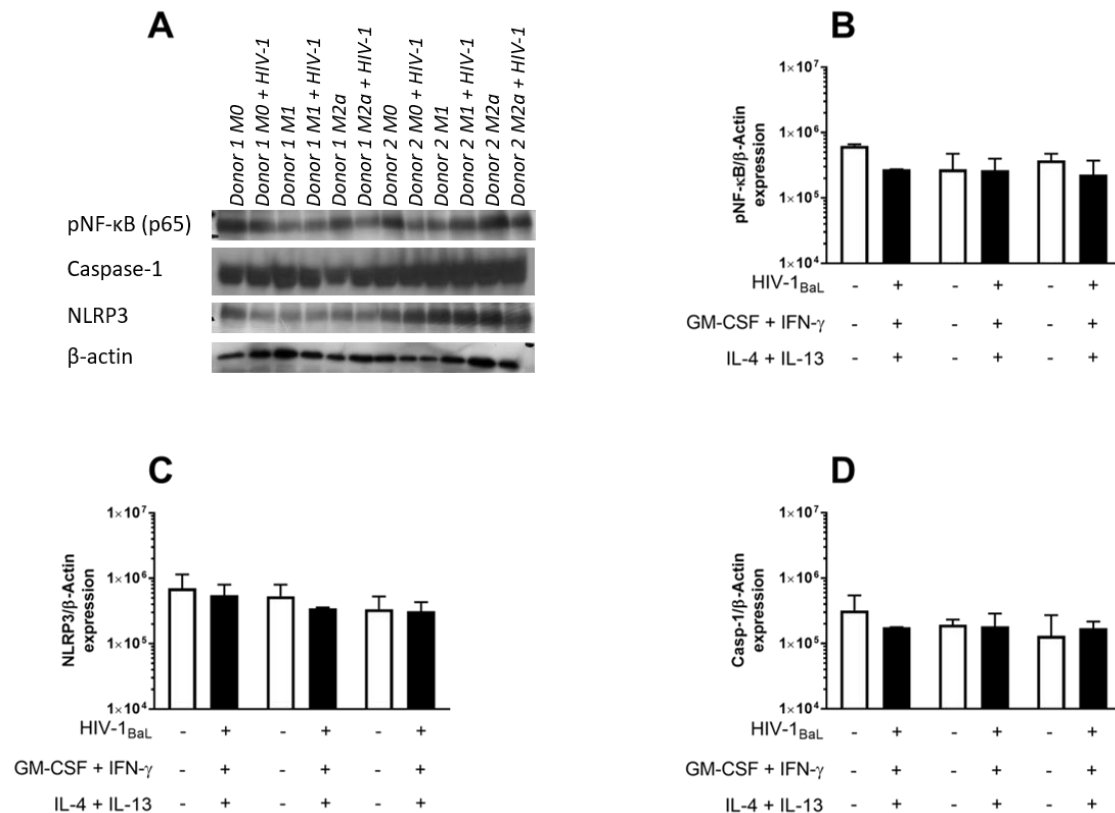 A
Donor 1 M0
Donor 1 M0 + HIV-1
Donor 1 M1
Donor 1 M1 + HIV-1
Donor 1 M2a
Donor 1 M2a + HIV-1
Donor 2 M0
Donor 2 M0 + HIV-1
Donor 2 M1
Donor 2 M1 + HIV-1
Donor 2 M2a
Donor 2 M2a + HIV-1
pNF-κB (p65)
Caspase-1
NLRP3
β-actin
B
pNF-κB/β-Actin
expression
1×10⁷
1×10⁶
1×10⁵
1×10⁴
HIV-1BaL - + - + - +
GM-CSF + IFN-γ - + - + - +
IL-4 + IL-13 - + - + - +
C
NLRP3/β-Actin
expression
1×10⁷
1×10⁶
1×10⁵
1×10⁴
HIV-1BaL - + - + - +
GM-CSF + IFN-γ - + - + - +
IL-4 + IL-13 - + - + - +
D
Casp-1/β-Actin
expression
1×10⁷
1×10⁶
1×10⁵
1×10⁴
HIV-1BaL - + - + - +
GM-CSF + IFN-γ - + - + - +
IL-4 + IL-13 - + - + - +